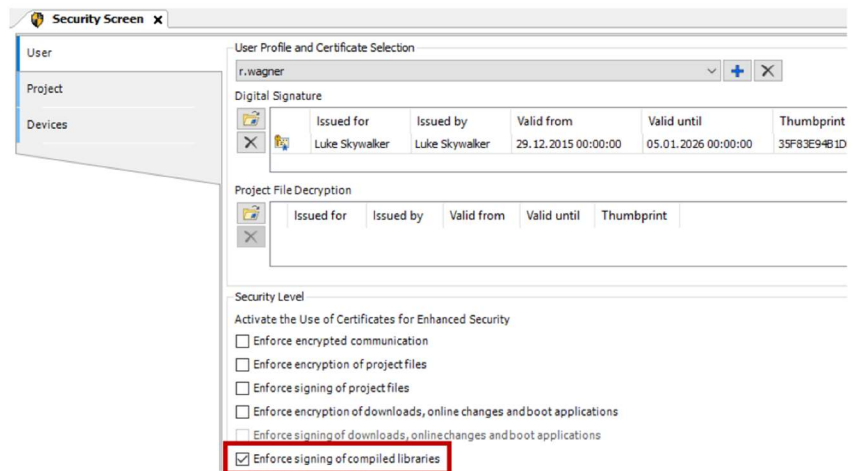 Security Screen X
User
Project
Devices
User Profile and Certificate Selection
r.wagner
Digital Signature
Issued for Issued by Valid from Valid until Thumbprint
Luke Skywalker Luke Skywalker 29.12.2015 00:00:00 05.01.2026 00:00:00 35F83E94B1D
Project File Decryption
Issued for Issued by Valid from Valid until Thumbprint
Security Level
Activate the Use of Certificates for Enhanced Security
Enforce encrypted communication
Enforce encryption of project files
Enforce signing of project files
Enforce encryption of downloads, online changes and boot applications
Enforce signing of downloads, online changes and boot applications
Enforce signing of compiled libraries